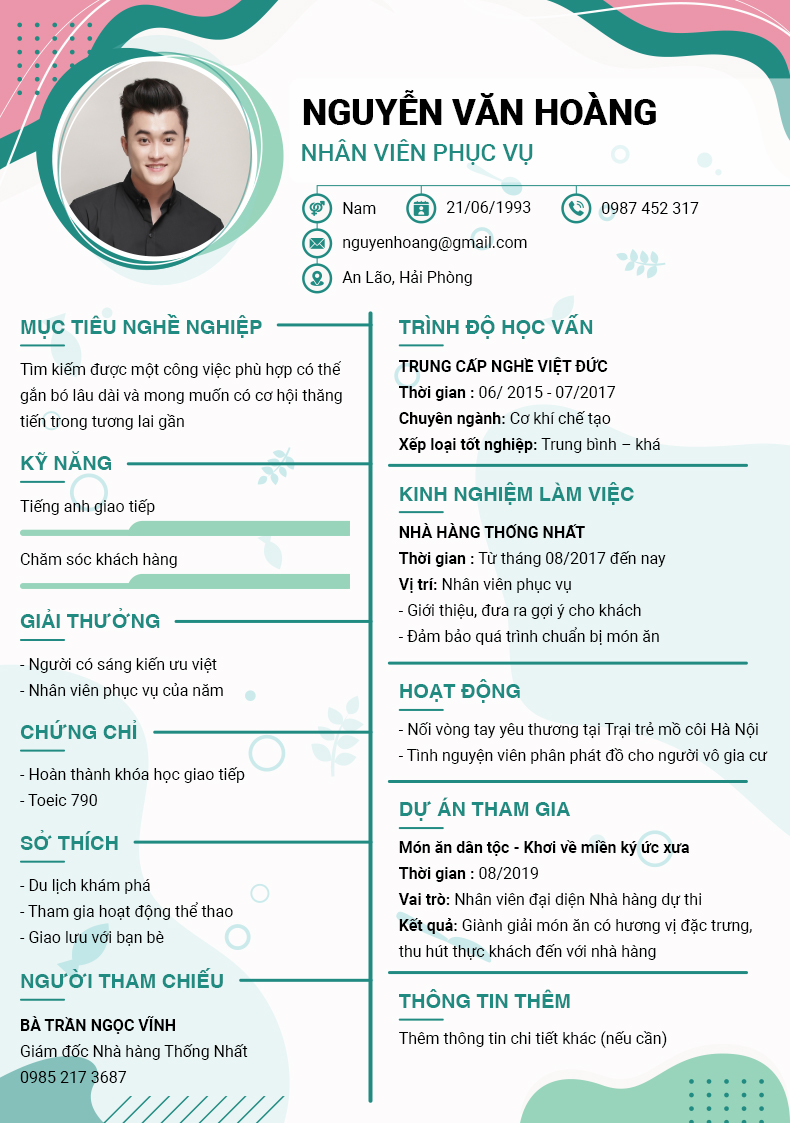 NGUYỄN VĂN HOÀNG
NHÂN VIÊN PHỤC VỤ
Nam
21/06/1993
0987 452 317
nguyenhoang@gmail.com
An Lão, Hải Phòng
MỤC TIÊU NGHỀ NGHIỆP
Tìm kiếm được một công việc phù hợp có thể
gắn bó lâu dài và mong muốn có cơ hội thăng
tiến trong tương lai gần
KỸ NĂNG
Tiếng anh giao tiếp
Chăm sóc khách hàng
GIẢI THƯỞNG
- Người có sáng kiến ưu việt
- Nhân viên phục vụ của năm
CHỨNG CHỈ
- Hoàn thành khóa học giao tiếp
- Toeic 790
SỞ THÍCH
- Du lịch khám phá
- Tham gia hoạt động thể thao
- Giao lưu với bạn bè
NGƯỜI THAM CHIẾU
BÀ TRẦN NGỌC VĨNH
Giám đốc Nhà hàng Thống Nhất
0985 217 3687
TRÌNH ĐỘ HỌC VẤN
TRUNG CẤP NGHỀ VIỆT ĐỨC
Thời gian : 06/ 2015 - 07/2017
Chuyên ngành: Cơ khí chế tạo
Xếp loại tốt nghiệp: Trung bình – khá
KINH NGHIỆM LÀM VIỆC
NHÀ HÀNG THỐNG NHẤT
Thời gian : Từ tháng 08/2017 đến nay
Vị trí: Nhân viên phục vụ
- Giới thiệu, đưa ra gợi ý cho khách
- Đảm bảo quá trình chuẩn bị món ăn
HOẠT ĐỘNG
- Nối vòng tay yêu thương tại Trại trẻ mồ côi Hà Nội
- Tình nguyện viên phân phát đồ cho người vô gia cư
DỰ ÁN THAM GIA
Món ăn dân tộc - Khơi về miền ký ức xưa
Thời gian : 08/2019
Vai trò: Nhân viên đại diện Nhà hàng dự thi
Kết quả: Giành giải món ăn có hương vị đặc trưng,
thu hút thực khách đến với nhà hàng
THÔNG TIN THÊM
Thêm thông tin chi tiết khác (nếu cần)